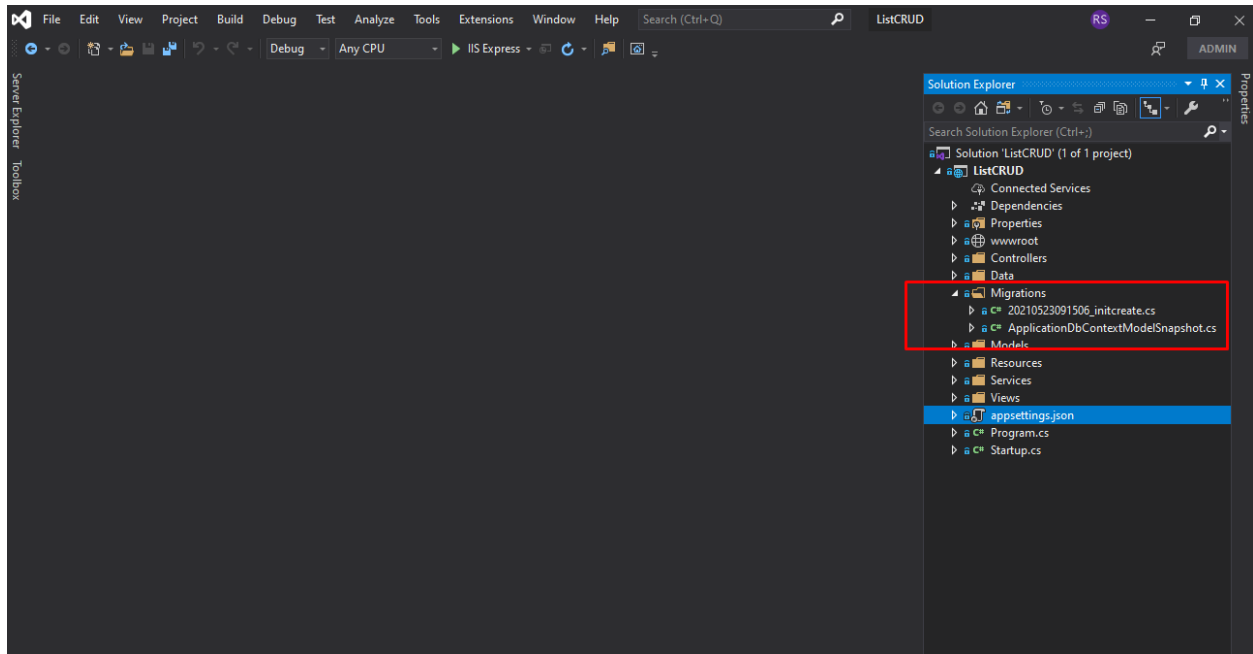 File Edit View Project Build Debug Test Analyze Tools Extensions Window Help Search (Ctrl+Q) ListCRUD RS
Debug Any CPU IIS Express ADMIN
Server Explorer
Toolbox
Solution Explorer
Search Solution Explorer (Ctrl+;)
Solution 'ListCRUD' (1 of 1 project)
ListCRUD
Connected Services
Dependencies
Properties
wwwroot
Controllers
Data
Migrations
C# 20210523091506_initcreate.cs
C# ApplicationDbContextModelSnapshot.cs
Models
Resources
Services
Views
appsettings.json
C# Program.cs
C# Startup.cs
Properties